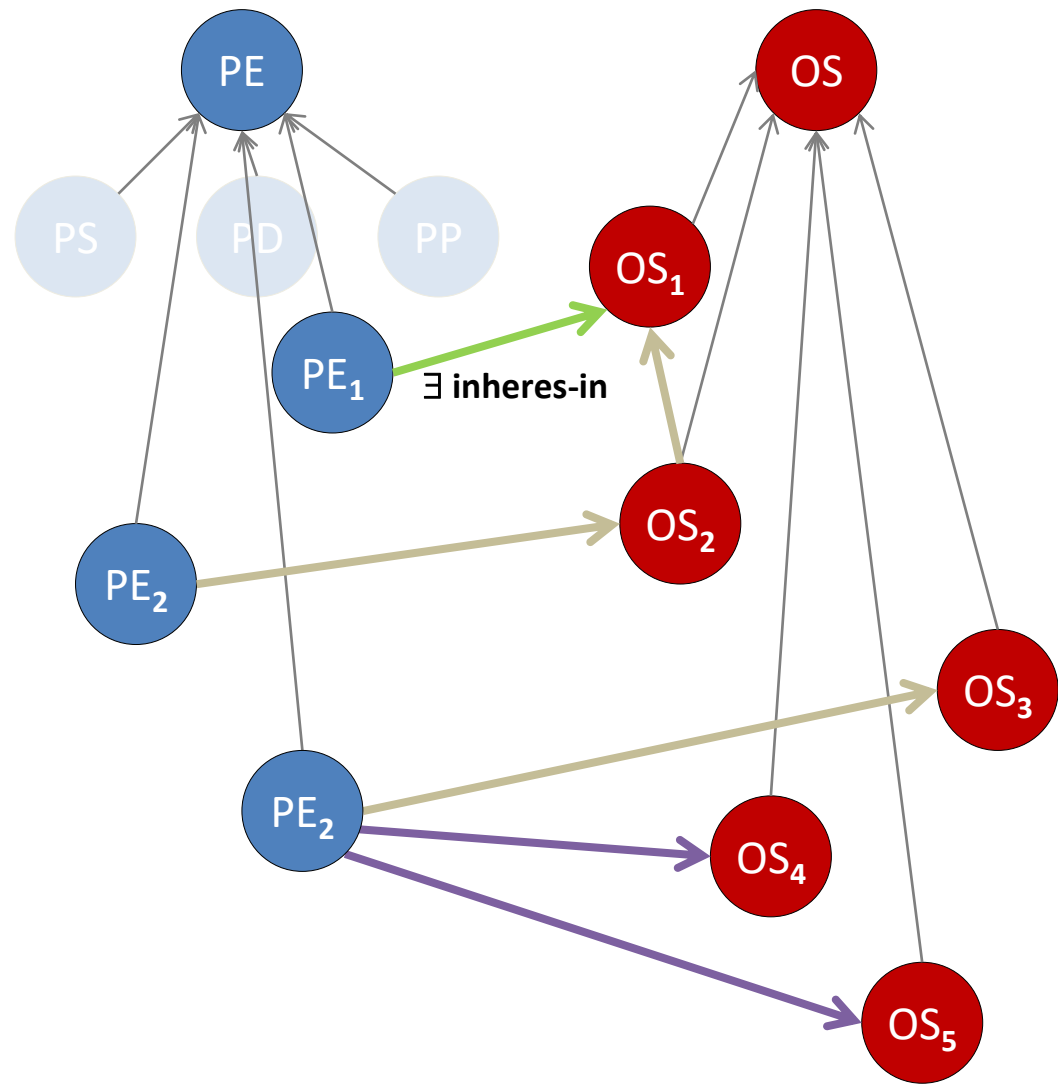 PE
OS
PS
PD
PP
OS₁
PE₁
∃ inheres-in
OS₂
PE₂
OS₃
PE₂
OS₄
OS₅